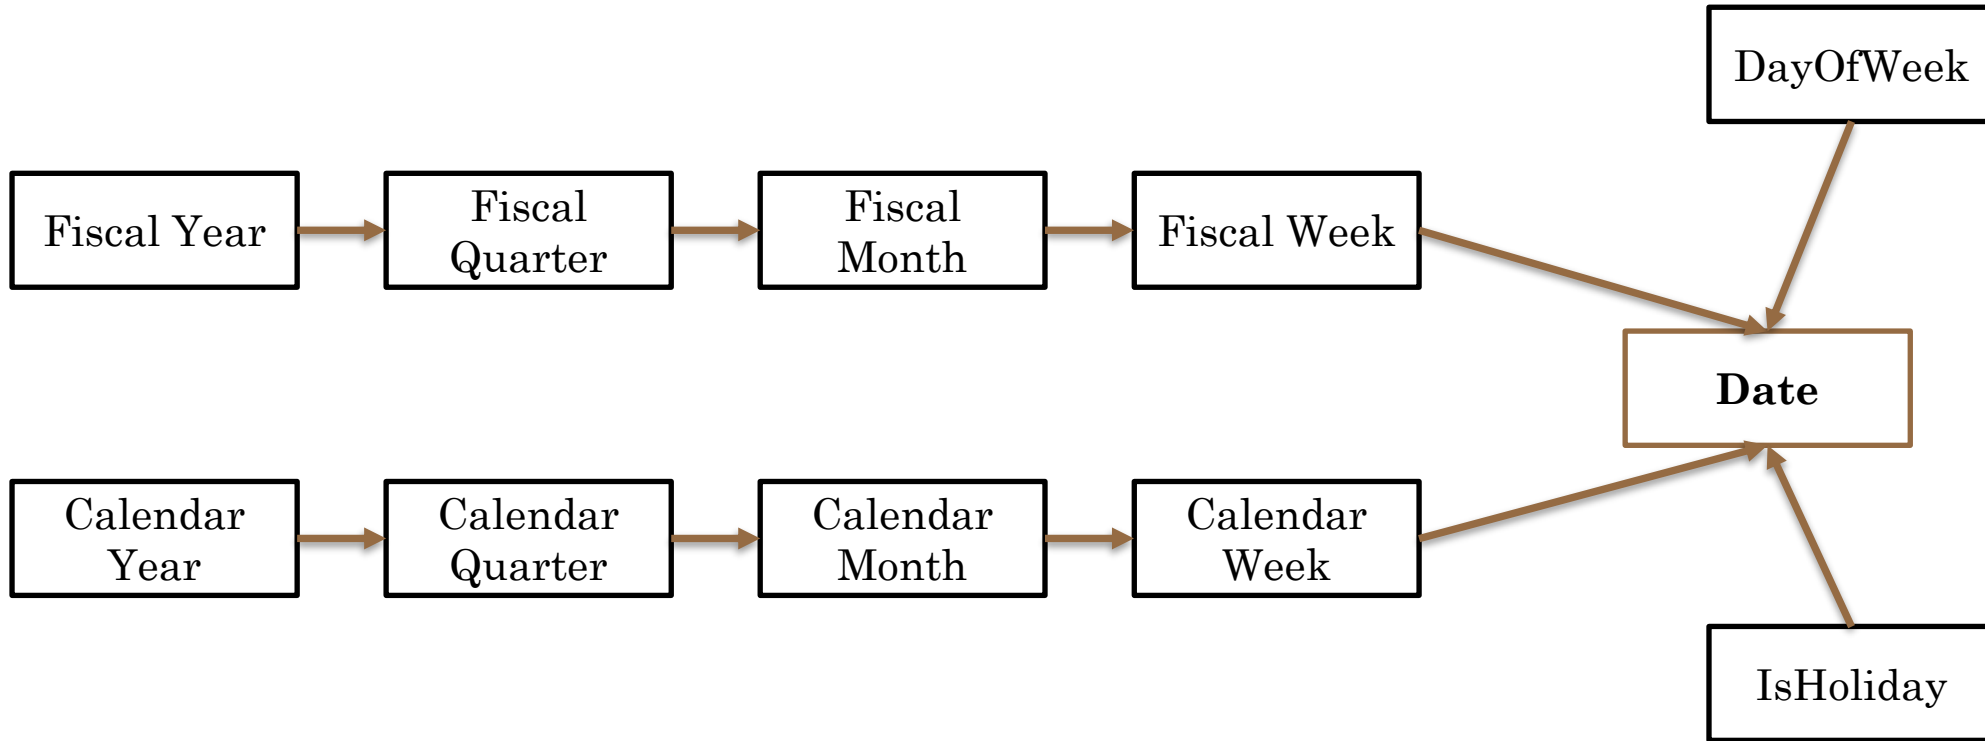 DayOfWeek
Fiscal Year
Fiscal
Quarter
Fiscal
Month
Fiscal Week
Date
Calendar
Year
Calendar
Quarter
Calendar
Month
Calendar
Week
IsHoliday